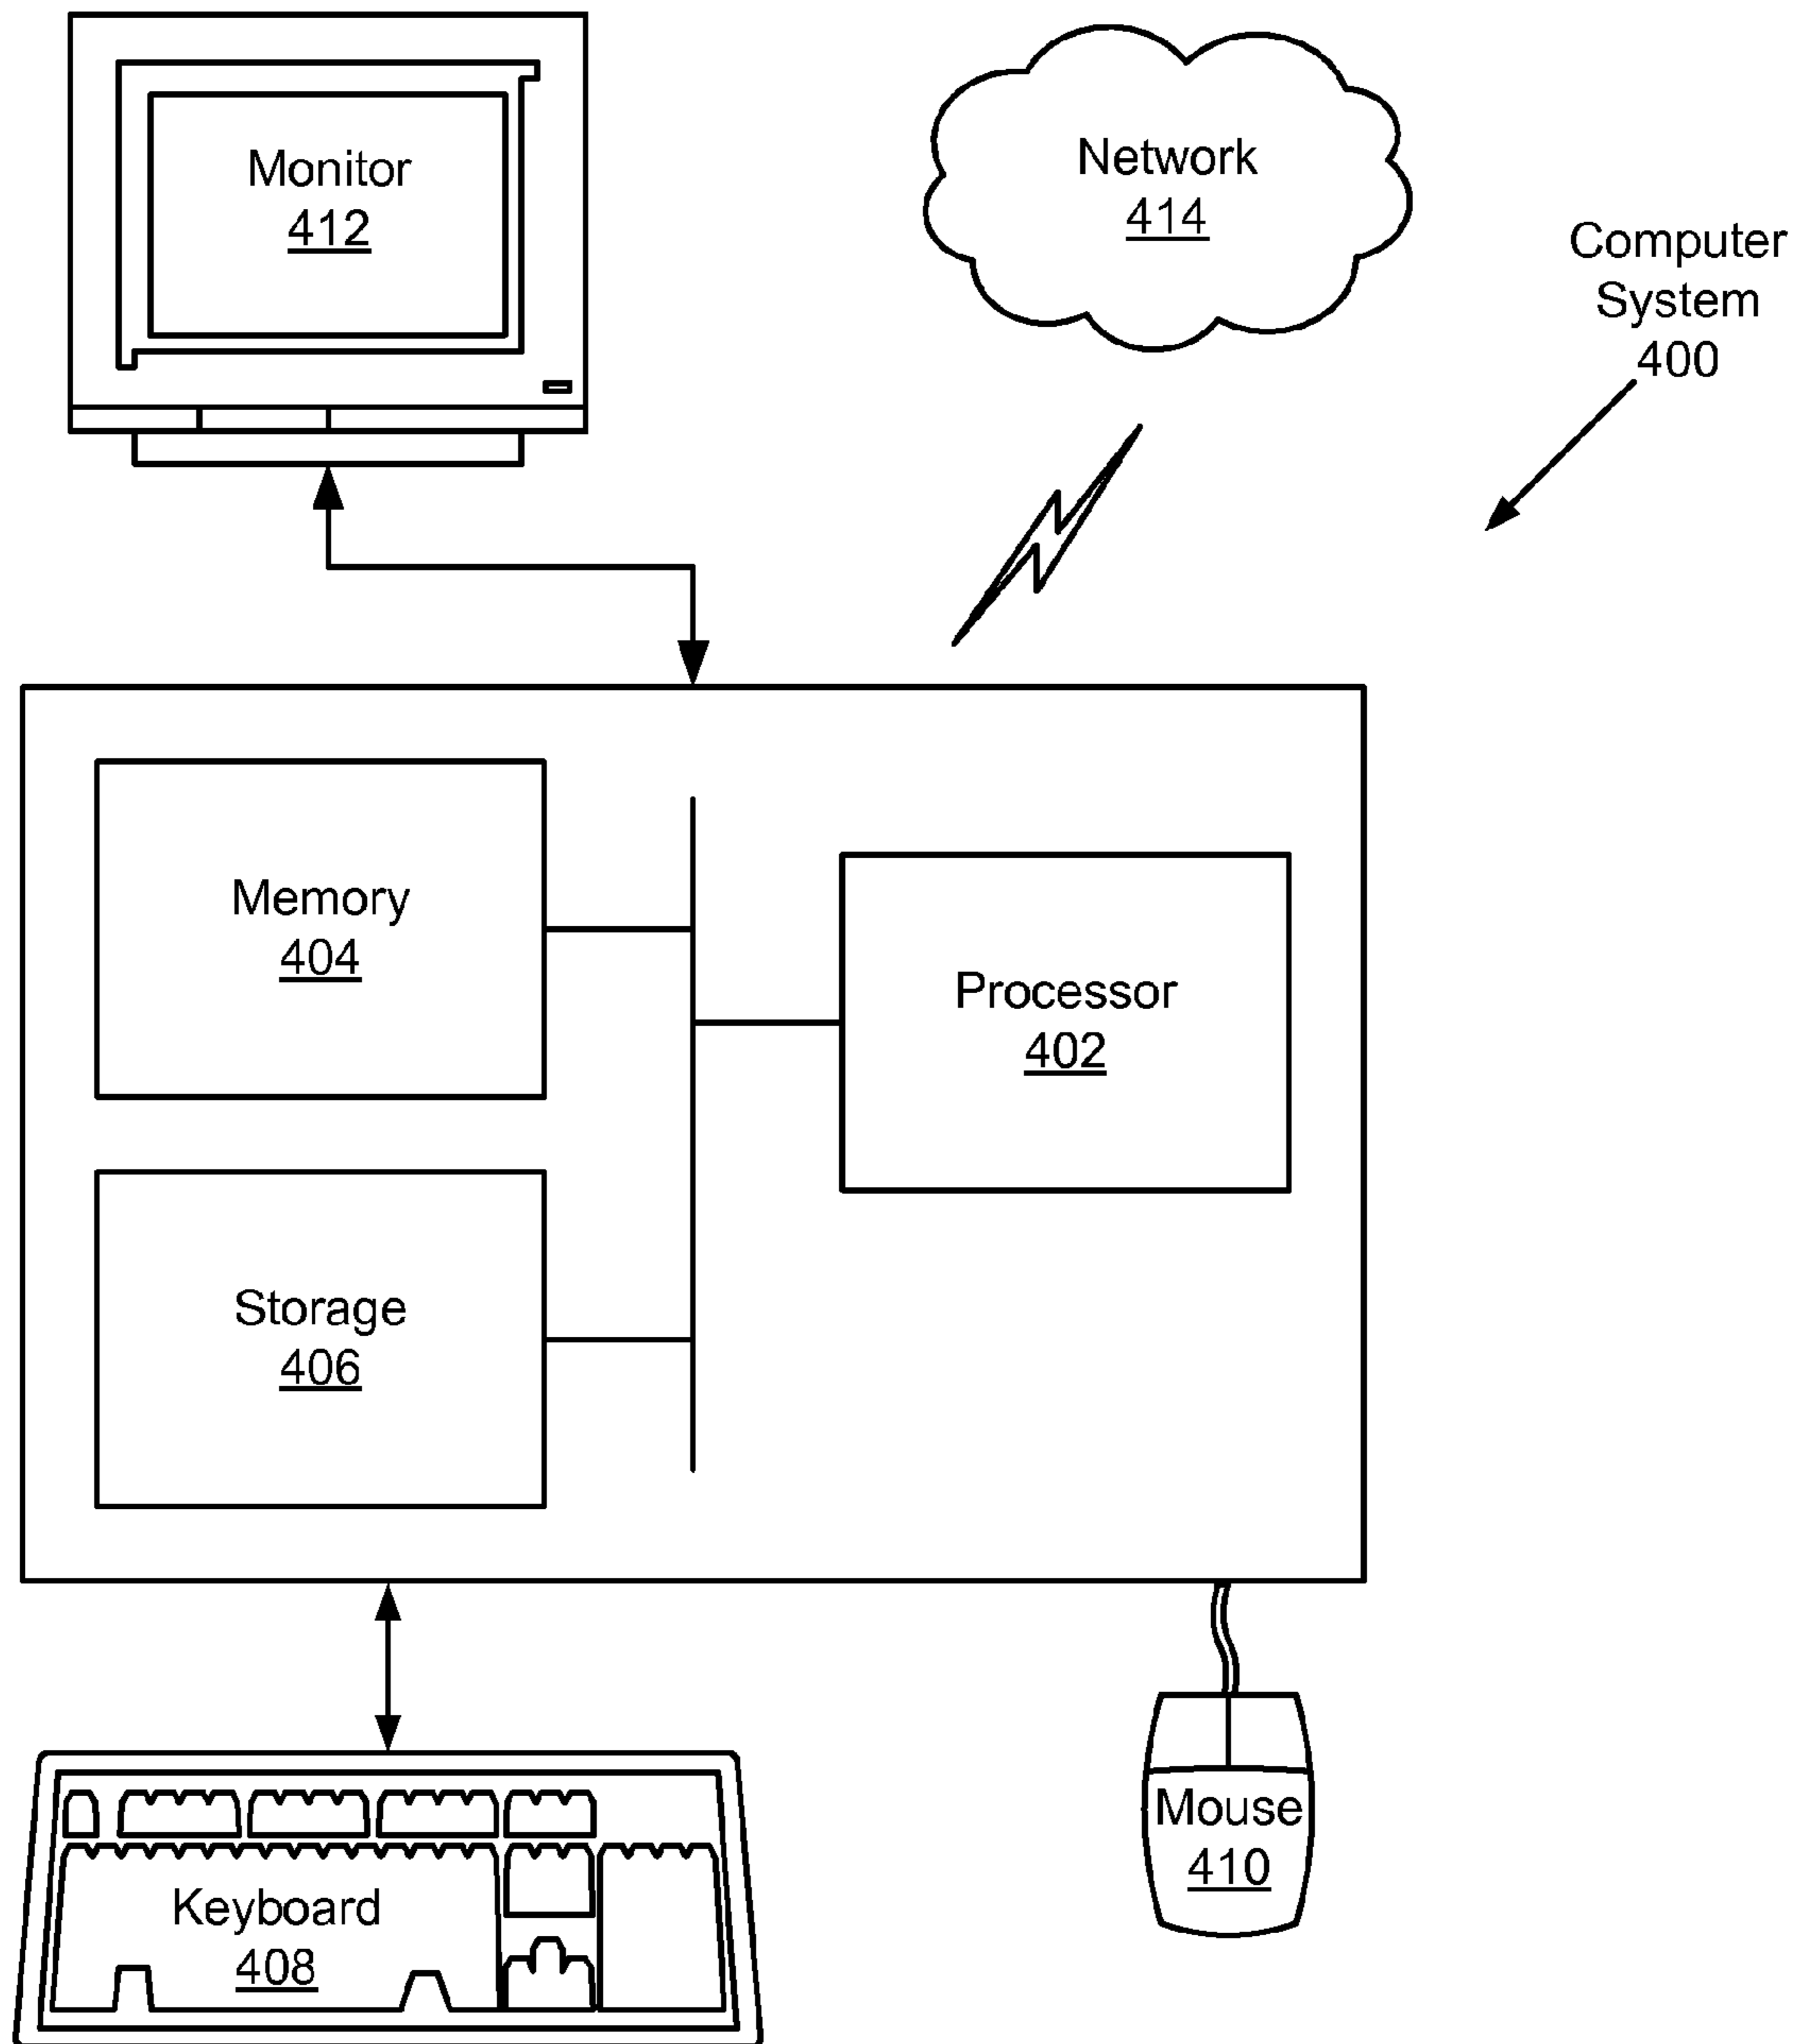 Monitor
412
Network
414
Computer
System
400
Memory
404
Processor
402
Storage
406
Keyboard
408
Mouse
410